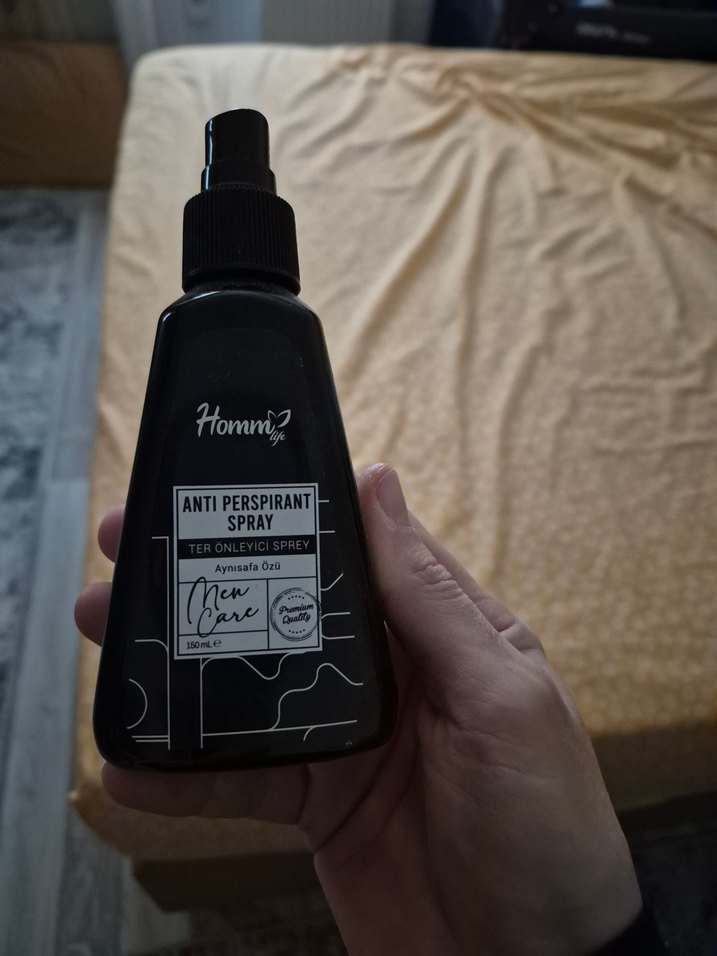 Homm
life
ANTI PERSPIRANT
SPRAY
TER ÖNLEYİCİ SPREY
Aynısafa Özü
Men
Care
Premium
Quality
150 mL ℮